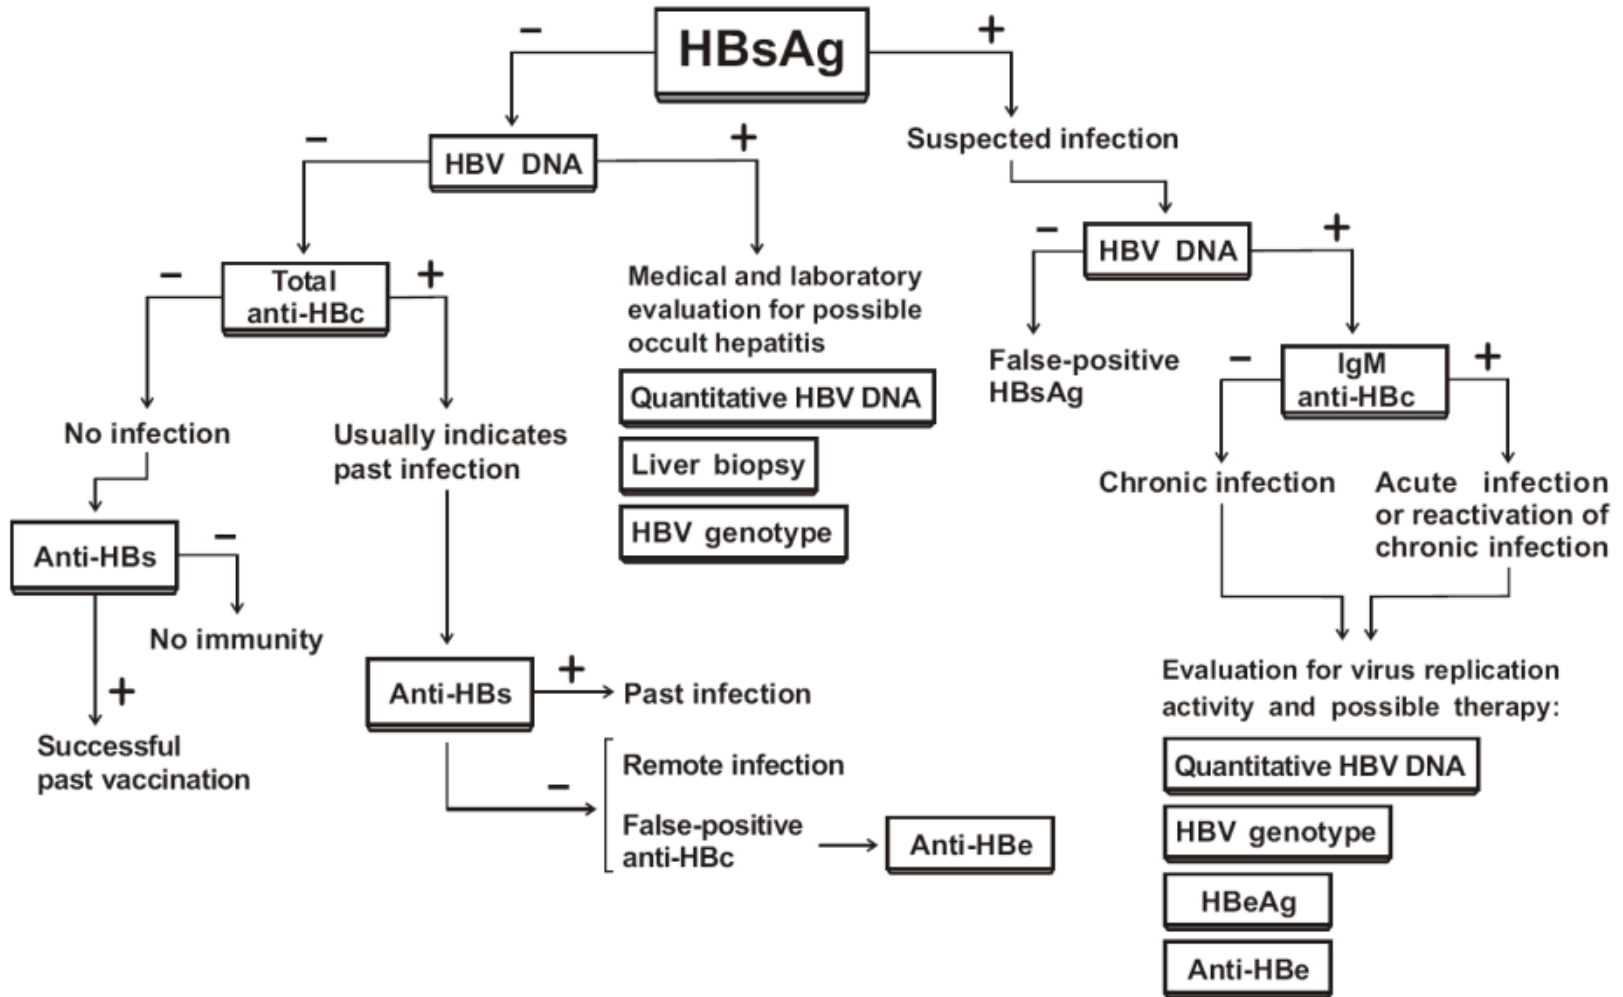 HBsAg
−
+
HBV DNA
−
+
Suspected infection
HBV DNA
−
+
Total
anti-HBc
−
+
Medical and laboratory
evaluation for possible
occult hepatitis
Quantitative HBV DNA
Liver biopsy
HBV genotype
False-positive
HBsAg
IgM
anti-HBc
−
+
No infection
Usually indicates
past infection
Chronic infection
Acute infection
or reactivation of
chronic infection
Anti-HBs
−
No immunity
+
Successful
past vaccination
Anti-HBs
+
Past infection
−
Remote infection
False-positive
anti-HBc
Anti-HBe
Evaluation for virus replication
activity and possible therapy:
Quantitative HBV DNA
HBV genotype
HBeAg
Anti-HBe